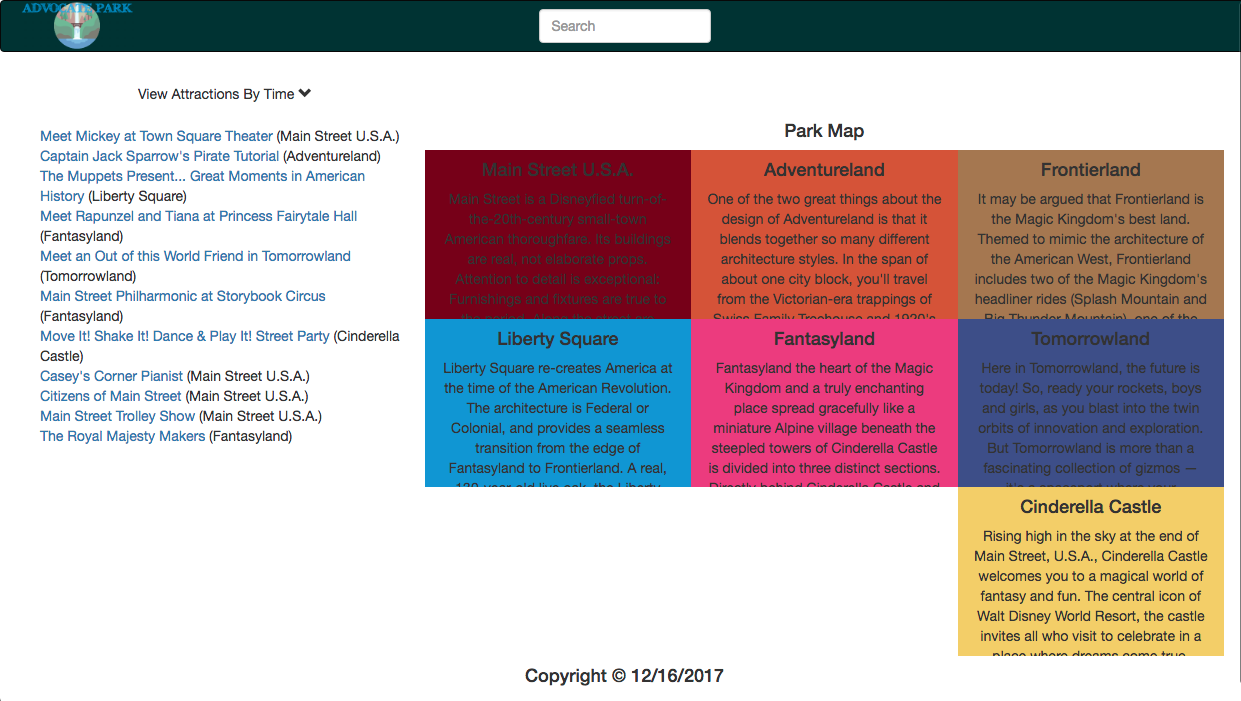 ADVOCATE PARK
Search
View Attractions By Time
Meet Mickey at Town Square Theater (Main Street U.S.A.)
Captain Jack Sparrow's Pirate Tutorial (Adventureland)
The Muppets Present... Great Moments in American
History (Liberty Square)
Meet Rapunzel and Tiana at Princess Fairytale Hall
(Fantasyland)
Meet an Out of this World Friend in Tomorrowland
(Tomorrowland)
Main Street Philharmonic at Storybook Circus
(Fantasyland)
Move It! Shake It! Dance & Play It! Street Party (Cinderella
Castle)
Casey's Corner Pianist (Main Street U.S.A.)
Citizens of Main Street (Main Street U.S.A.)
Main Street Trolley Show (Main Street U.S.A.)
The Royal Majesty Makers (Fantasyland)
Park Map
Main Street U.S.A.
Main Street is a Disneyfied turn-of-
the-20th-century small-town
American thoroughfare. Its buildings
are real, not elaborate props.
Attention to detail is exceptional:
Furnishings and fixtures are true to
the period. Along the street are
Adventureland
One of the two great things about the
design of Adventureland is that it
blends together so many different
architecture styles. In the span of
about one city block, you'll travel
from the Victorian-era trappings of
Swiss Family Treehouse and 1920's
Frontierland
It may be argued that Frontierland is
the Magic Kingdom's best land.
Themed to mimic the architecture of
the American West, Frontierland
includes two of the Magic Kingdom's
headliner rides (Splash Mountain and
Big Thunder Mountain), one of the
Liberty Square
Liberty Square re-creates America at
the time of the American Revolution.
The architecture is Federal or
Colonial, and provides a seamless
transition from the edge of
Fantasyland to Frontierland. A real,
130-year-old live oak, the Liberty
Fantasyland
Fantasyland the heart of the Magic
Kingdom and a truly enchanting
place spread gracefully like a
miniature Alpine village beneath the
steepled towers of Cinderella Castle
is divided into three distinct sections.
Directly behind Cinderella Castle and
Tomorrowland
Here in Tomorrowland, the future is
today! So, ready your rockets, boys
and girls, as you blast into the twin
orbits of innovation and exploration.
But Tomorrowland is more than a
fascinating collection of gizmos —
it's a spaceport where your
Cinderella Castle
Rising high in the sky at the end of
Main Street, U.S.A., Cinderella Castle
welcomes you to a magical world of
fantasy and fun. The central icon of
Walt Disney World Resort, the castle
invites all who visit to celebrate in a
place where dreams come true.
Copyright © 12/16/2017